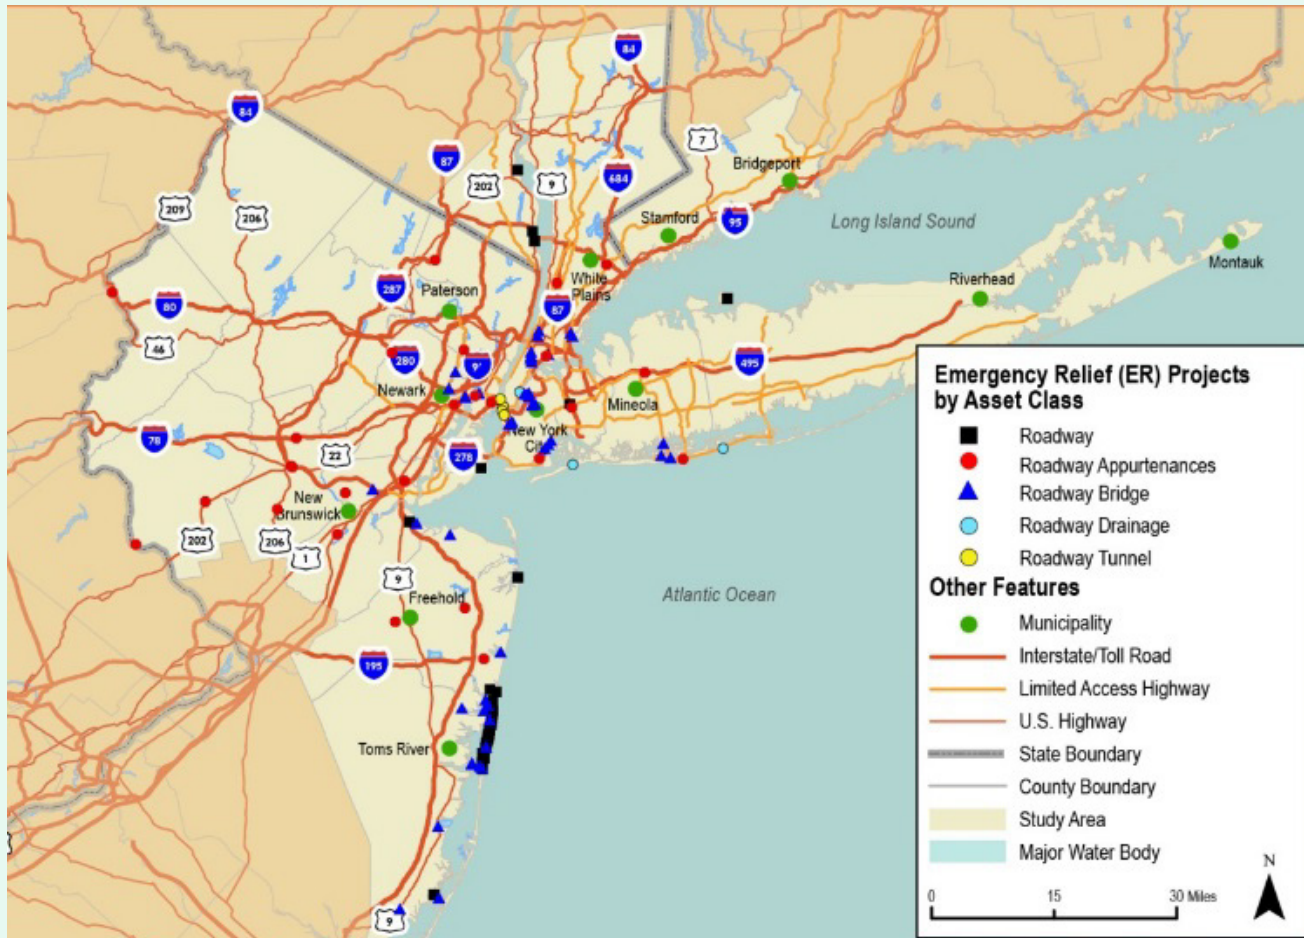 84
84
7
87
202
9
684
Bridgeport
209
206
Stamford
95
Long Island Sound
Montauk
White
Plains
Riverhead
287
Paterson
80
87
46
280
9
495
Newark
Mineola
New York
City
78
22
278
New
Brunswick
202
206
1
9
Freehold
Atlantic Ocean
195
Toms River
9
Emergency Relief (ER) Projects
by Asset Class
Roadway
Roadway Appurtenances
Roadway Bridge
Roadway Drainage
Roadway Tunnel
Other Features
Municipality
Interstate/Toll Road
Limited Access Highway
U.S. Highway
State Boundary
County Boundary
Study Area
Major Water Body
N
0 15 30 Miles